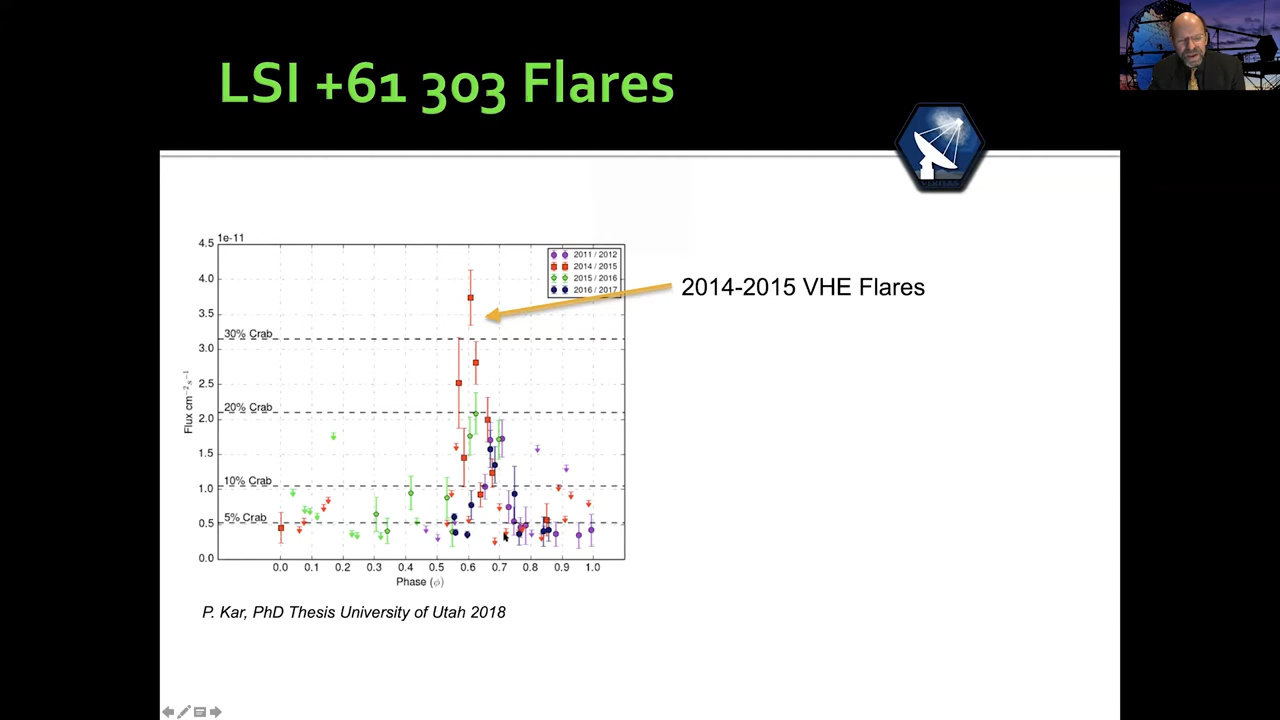 LSI +61 303 Flares
VERITAS
1e-11
4.5
4.0
3.5
3.0
2.5
2.0
1.5
1.0
0.5
0.0
30% Crab
20% Crab
10% Crab
5% Crab
Flux cm⁻² s⁻¹
2011 / 2012
2014 / 2015
2015 / 2016
2016 / 2017
0.0 0.1 0.2 0.3 0.4 0.5 0.6 0.7 0.8 0.9 1.0
Phase (ϕ)
2014-2015 VHE Flares
P. Kar, PhD Thesis University of Utah 2018